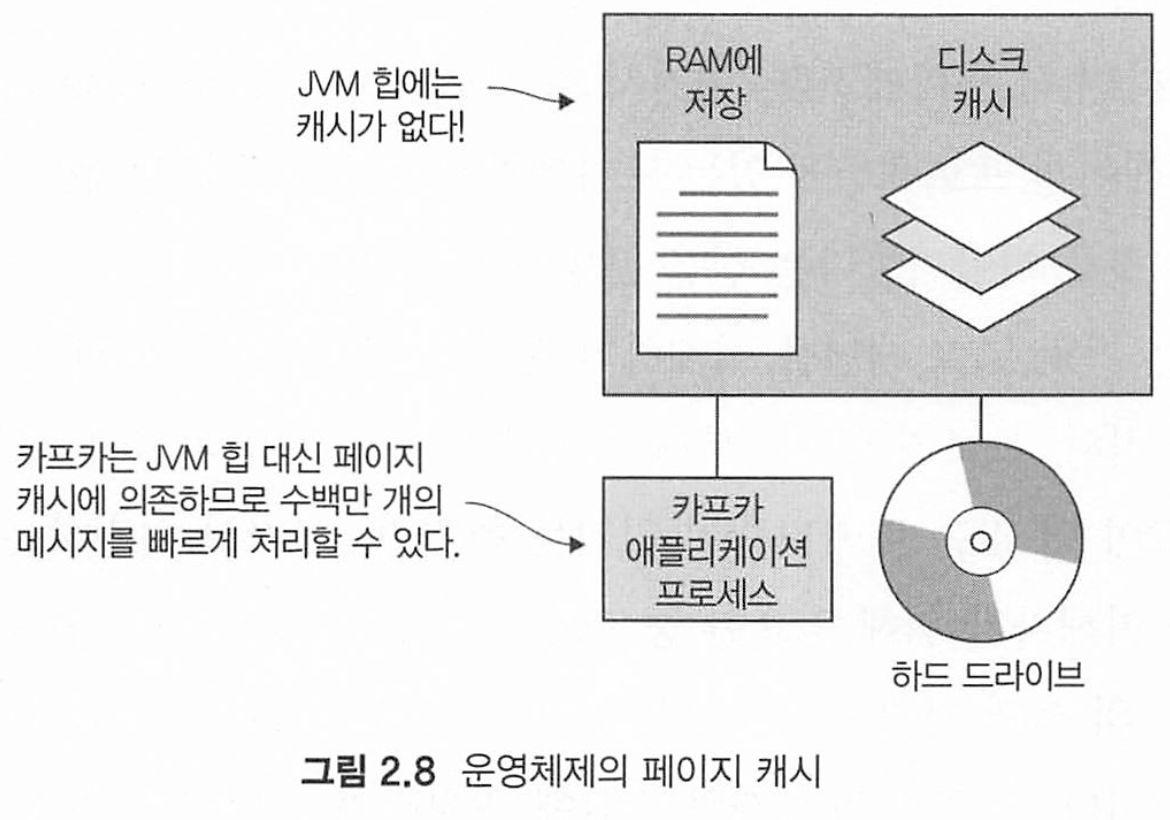 JVM 힙에는
캐시가 없다!
RAM에
저장
디스크
캐시
카프카는 JVM 힙 대신 페이지
캐시에 의존하므로 수백만 개의
메시지를 빠르게 처리할 수 있다.
카프카
애플리케이션
프로세스
하드 드라이브
그림 2.8 운영체제의 페이지 캐시